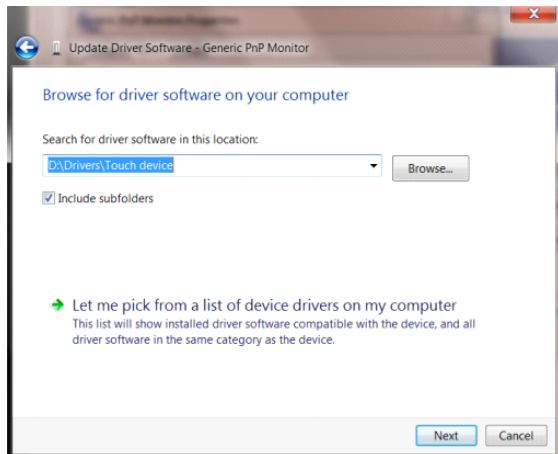 Update Driver Software - Generic PnP Monitor
Browse for driver software on your computer
Search for driver software in this location:
D:\Drivers\Touch device
Browse...
Include subfolders
Let me pick from a list of device drivers on my computer
This list will show installed driver software compatible with the device, and all
driver software in the same category as the device.
Next
Cancel